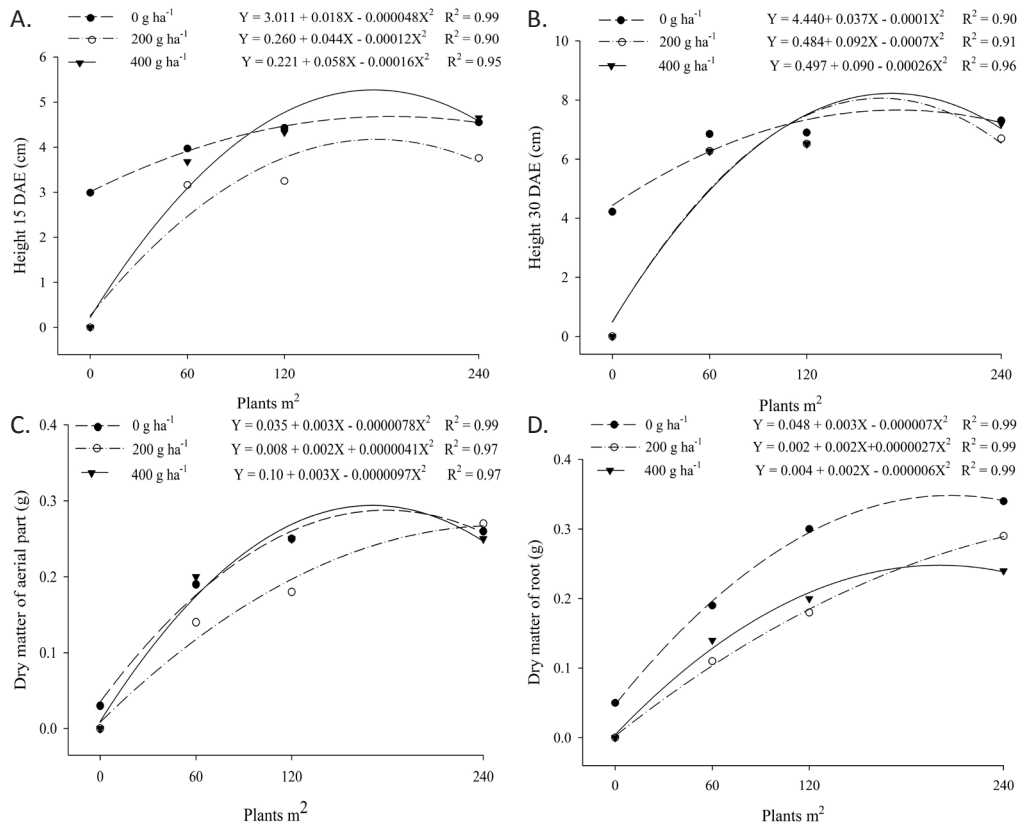 A.
0 g ha⁻¹ Y = 3.011 + 0.018X - 0.000048X² R² = 0.99
200 g ha⁻¹ Y = 0.260 + 0.044X - 0.00012X² R² = 0.90
400 g ha⁻¹ Y = 0.221 + 0.058X - 0.00016X² R² = 0.95
Height 15 DAE (cm)
6
5
4
3
2
1
0
0 60 120 240
Plants m²
B.
0 g ha⁻¹ Y = 4.440+ 0.037X - 0.0001X² R² = 0.90
200 g ha⁻¹ Y = 0.484+ 0.092X - 0.0007X² R² = 0.91
400 g ha⁻¹ Y = 0.497 + 0.090 - 0.00026X² R² = 0.96
Height 30 DAE (cm)
10
8
6
4
2
0
0 60 120 240
Plants m²
C.
0 g ha⁻¹ Y = 0.035 + 0.003X - 0.0000078X² R² = 0.99
200 g ha⁻¹ Y = 0.008 + 0.002X + 0.0000041X² R² = 0.97
400 g ha⁻¹ Y = 0.10 + 0.003X - 0.0000097X² R² = 0.97
Dry matter of aerial part (g)
0.4
0.3
0.2
0.1
0.0
0 60 120 240
Plants m²
D.
0 g ha⁻¹ Y = 0.048 + 0.003X - 0.000007X² R² = 0.99
200 g ha⁻¹ Y = 0.002 + 0.002X+0.0000027X² R² = 0.99
400 g ha⁻¹ Y = 0.004 + 0.002X - 0.000006X² R² = 0.99
Dry matter of root (g)
0.4
0.3
0.2
0.1
0.0
0 60 120 240
Plants m²